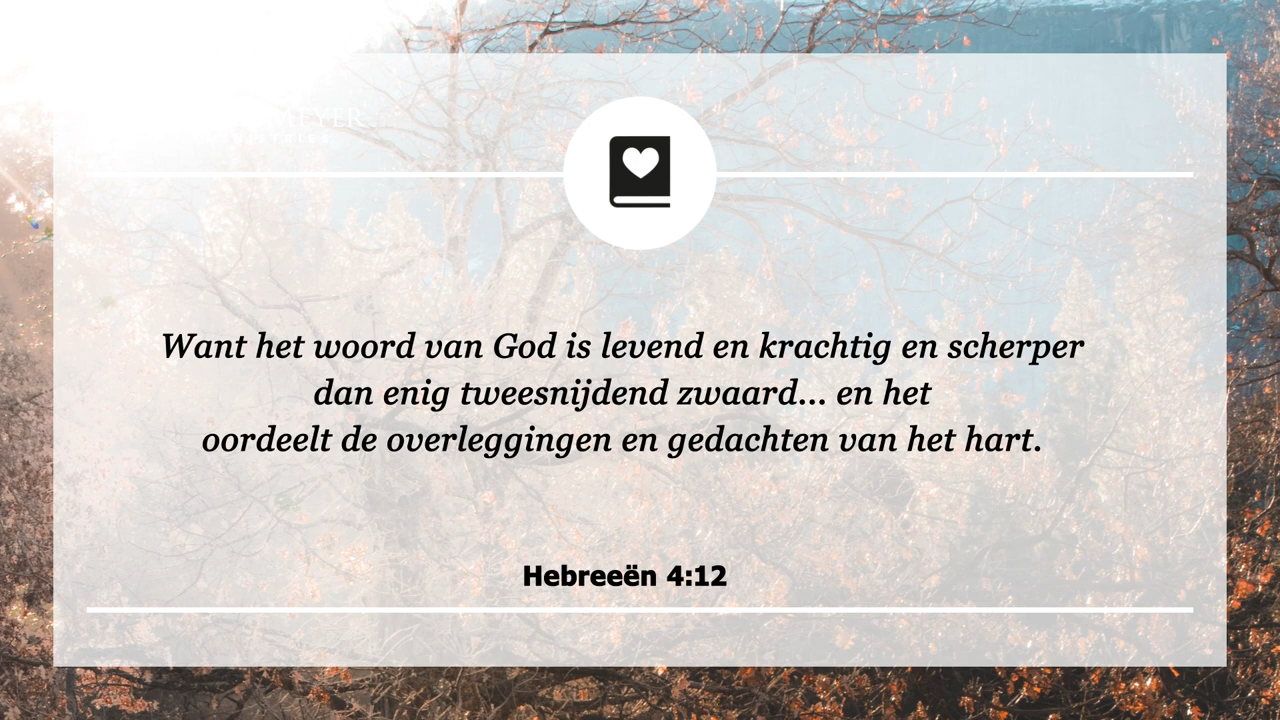 MEYER
Want het woord van God is levend en krachtig en scherper
dan enig tweesnijdend zwaard... en het
oordeelt de overleggingen en gedachten van het hart.
Hebreeën 4:12